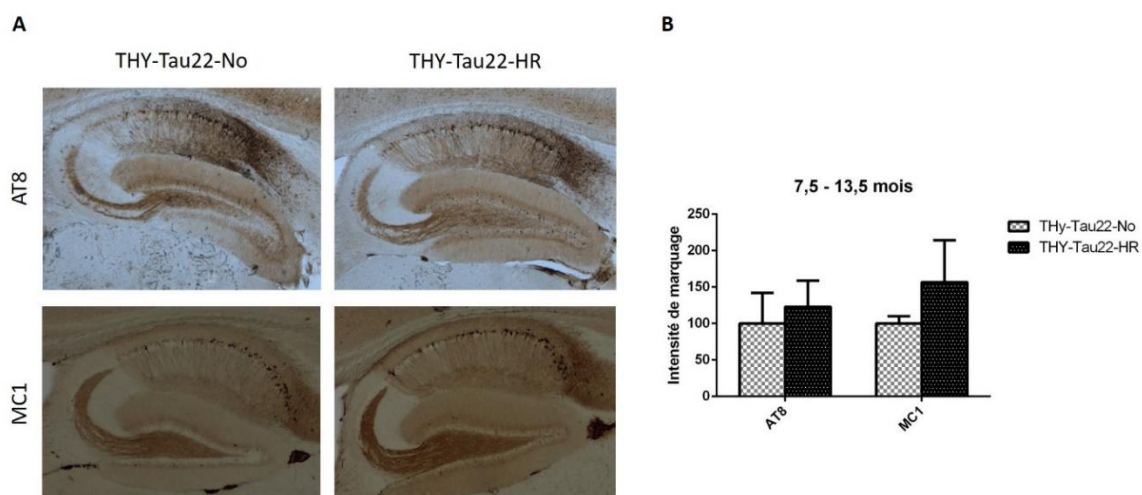 A
THY-Tau22-No
THY-Tau22-HR
AT8
MC1
B
7,5 - 13,5 mois
Intensité de marquage
250
200
150
100
50
0
AT8
MC1
THy-Tau22-No
THY-Tau22-HR